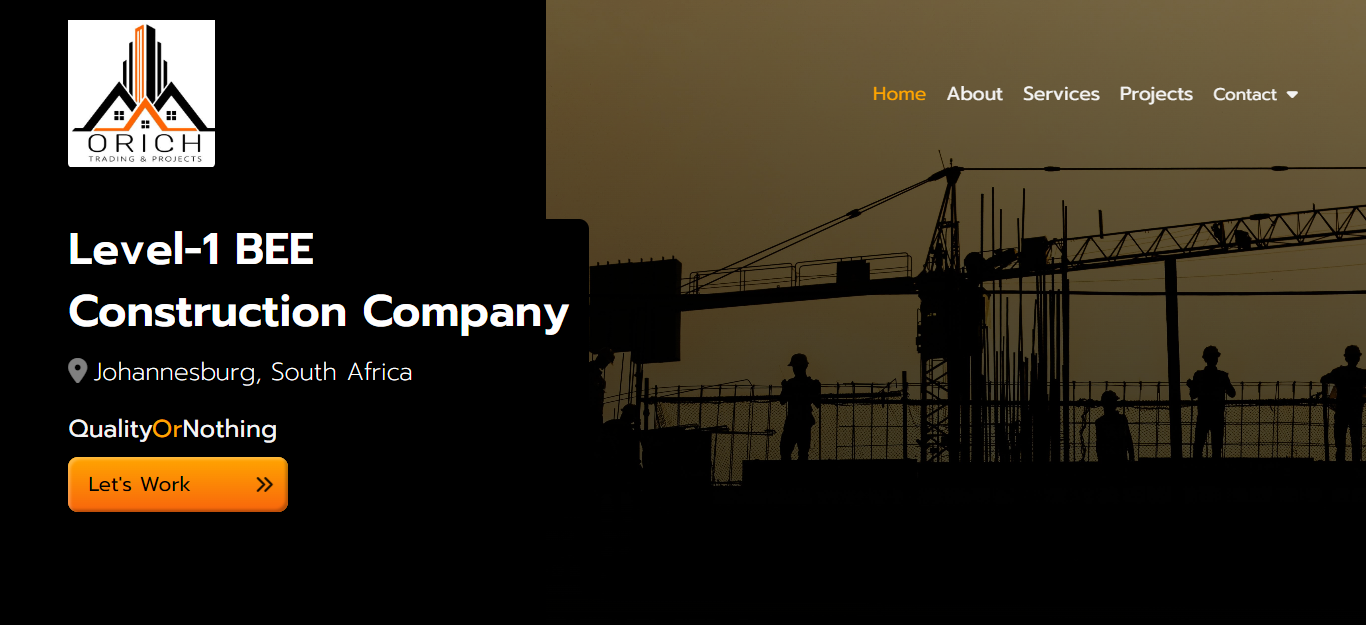 ORICH
TRADING & PROJECTS
Home About Services Projects Contact
Level-1 BEE
Construction Company
Johannesburg, South Africa
QualityOrNothing
Let's Work